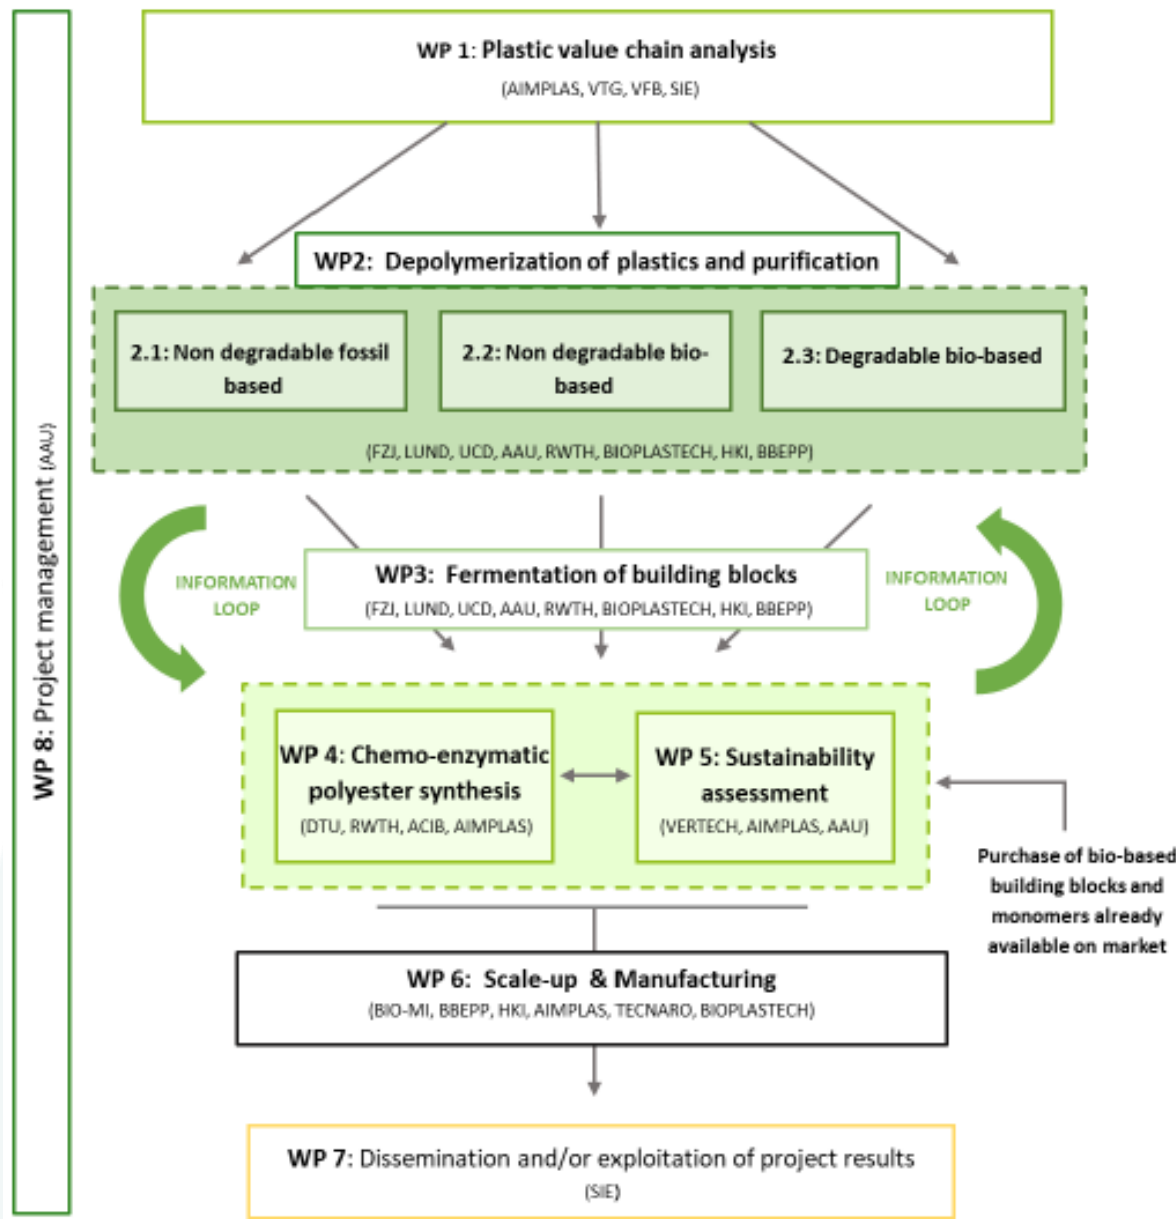 WP 1: Plastic value chain analysis
(AIMPLAS, VTG, VFB, SIE)
WP2: Depolymerization of plastics and purification
2.1: Non degradable fossil
based
2.2: Non degradable bio-
based
2.3: Degradable bio-based
(FZJ, LUND, UCD, AAU, RWTH, BIOPLASTECH, HKI, BBEPP)
WP 8: Project management (AAU)
INFORMATION
LOOP
WP3: Fermentation of building blocks
(FZJ, LUND, UCD, AAU, RWTH, BIOPLASTECH, HKI, BBEPP)
INFORMATION
LOOP
WP 4: Chemo-enzymatic
polyester synthesis
(DTU, RWTH, ACIB, AIMPLAS)
WP 5: Sustainability
assessment
(VERTECH, AIMPLAS, AAU)
Purchase of bio-based
building blocks and
monomers already
available on market
WP 6: Scale-up & Manufacturing
(BIO-MI, BBEPP, HKI, AIMPLAS, TECNARO, BIOPLASTECH)
WP 7: Dissemination and/or exploitation of project results
(SIE)